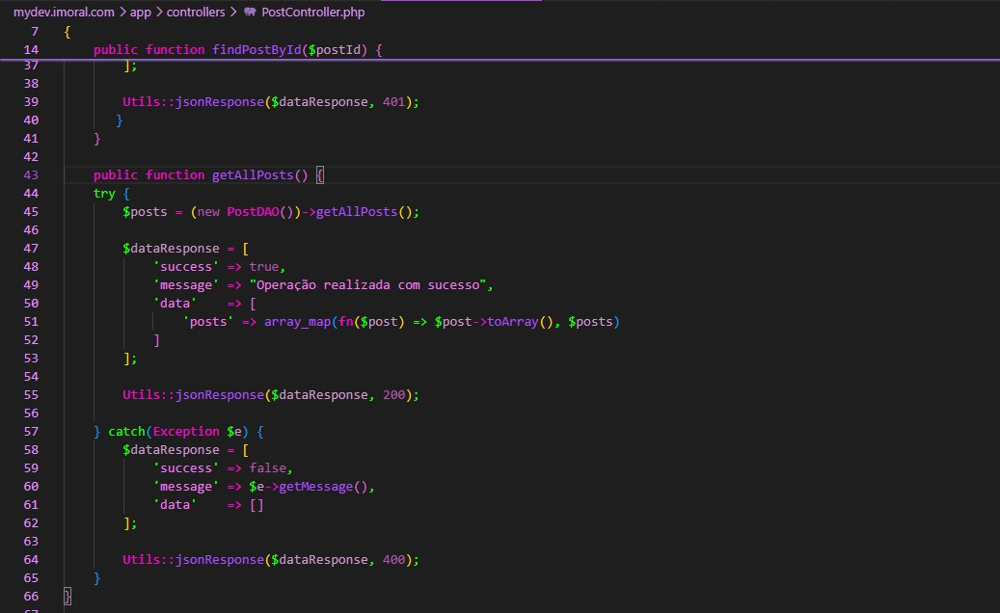 mydev.imoral.com > app > controllers > PostController.php
7 {
14 public function findPostById($postId) {
37 ];
38
39 Utils::jsonResponse($dataResponse, 401);
40 }
41 }
42
43 public function getAllPosts() {
44 try {
45 $posts = (new PostDAO())->getAllPosts();
46
47 $dataResponse = [
48 'success' => true,
49 'message' => "Operação realizada com sucesso",
50 'data' => [
51 'posts' => array_map(fn($post) => $post->toArray(), $posts)
52 ]
53 ];
54
55 Utils::jsonResponse($dataResponse, 200);
56
57 } catch(Exception $e) {
58 $dataResponse = [
59 'success' => false,
60 'message' => $e->getMessage(),
61 'data' => []
62 ];
63
64 Utils::jsonResponse($dataResponse, 400);
65 }
66 }
67